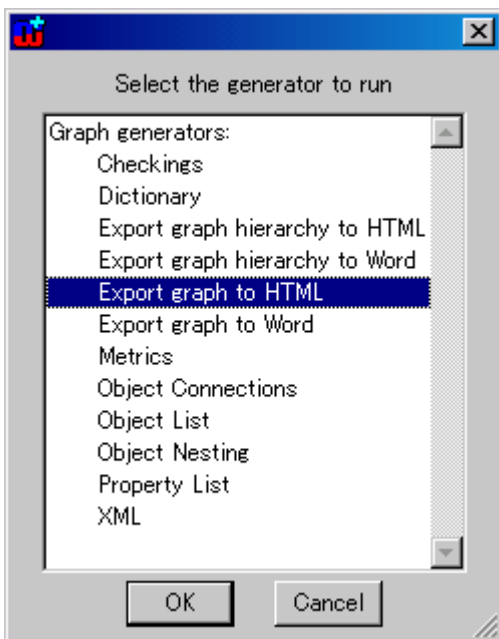 Select the generator to run
Graph generators:
Checkings
Dictionary
Export graph hierarchy to HTML
Export graph hierarchy to Word
Export graph to HTML
Export graph to Word
Metrics
Object Connections
Object List
Object Nesting
Property List
XML
OK
Cancel